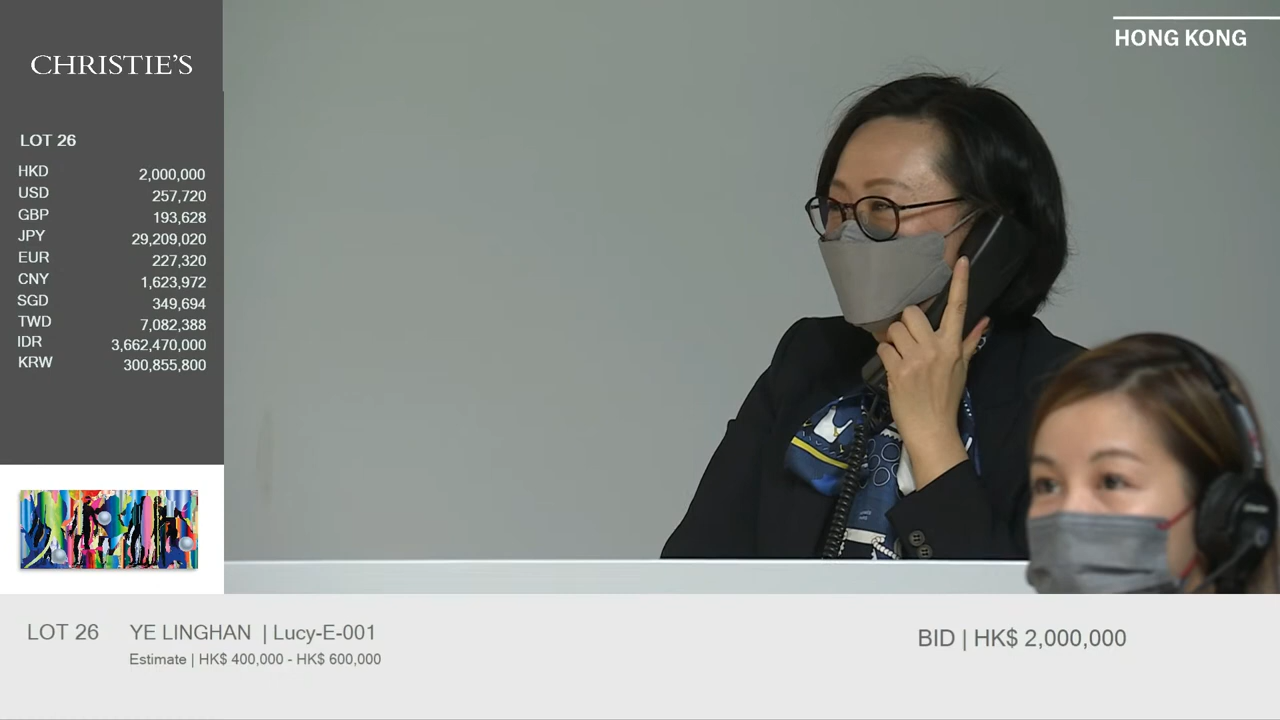 CHRISTIE'S
HONG KONG
LOT 26
HKD 2,000,000
USD 257,720
GBP 193,628
JPY 29,209,020
EUR 227,320
CNY 1,623,972
SGD 349,694
TWD 7,082,388
IDR 3,662,470,000
KRW 300,855,800
LOT 26 YE LINGHAN | Lucy-E-001
Estimate | HK$ 400,000 - HK$ 600,000
BID | HK$ 2,000,000